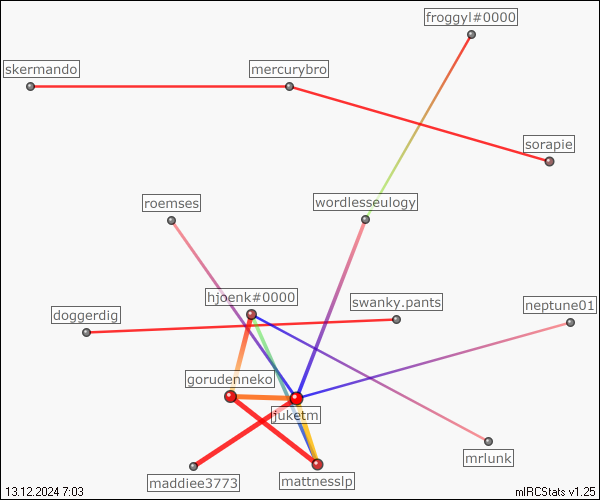 froggyl#0000
skermando
mercurybro
sorapie
roemses
wordlesseulogy
hjoenk#0000
swanky.pants
neptune01
doggerdig
gorudenneko
juketm
mrlunk
maddiee3773
mattnesslp
13.12.2024 7:03
mIRCStats v1.25